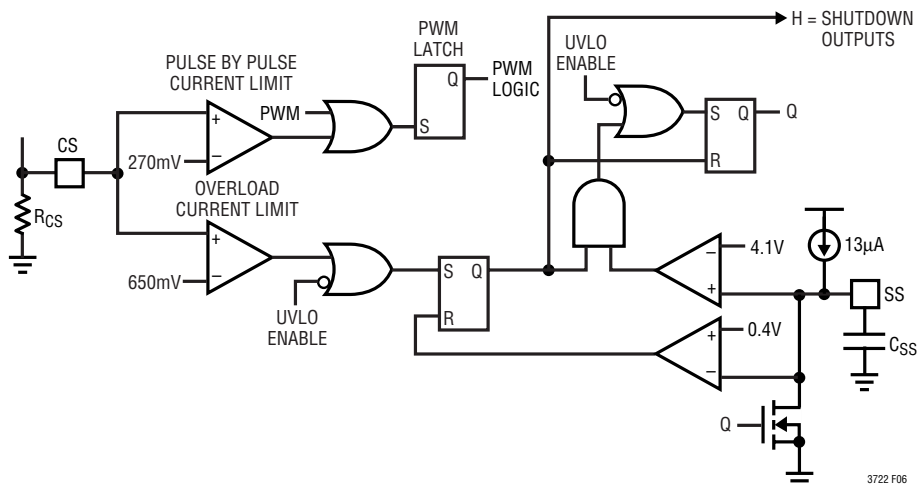 H = SHUTDOWN
OUTPUTS
PWM
LATCH
UVLO
ENABLE
PULSE BY PULSE
CURRENT LIMIT
Q
PWM
LOGIC
PWM
S
S
Q
Q
R
CS
+
270mV
–
OVERLOAD
CURRENT LIMIT
RCS
+
650mV
–
UVLO
ENABLE
S
Q
R
–
4.1V
+
13µA
SS
CSS
+
0.4V
–
Q
3722 F06